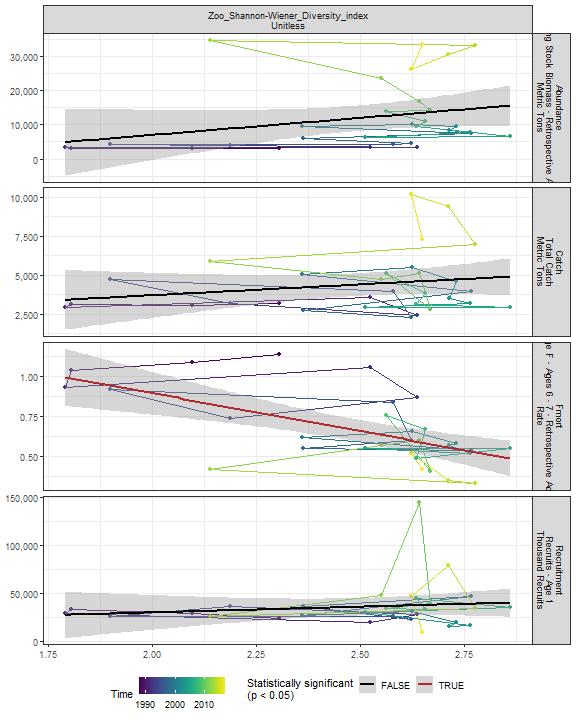 Zoo_Shannon-Wiener_Diversity_index
Unitless
30,000
20,000
10,000
0
Abundance
Stock Biomass - Retrospective A
Metric Tons
10,000
7,500
5,000
2,500
Catch
Total Catch
Metric Tons
1.00
0.75
0.50
Fmort
F - Ages 6 - 7 - Retrospective
Rate
150,000
100,000
50,000
0
Recruitment
Recruits - Age 1
Thousand Recruits
1.75
2.00
2.25
2.50
2.75
Time
1990 2000 2010
Statistically significant
(p < 0.05)
FALSE
TRUE